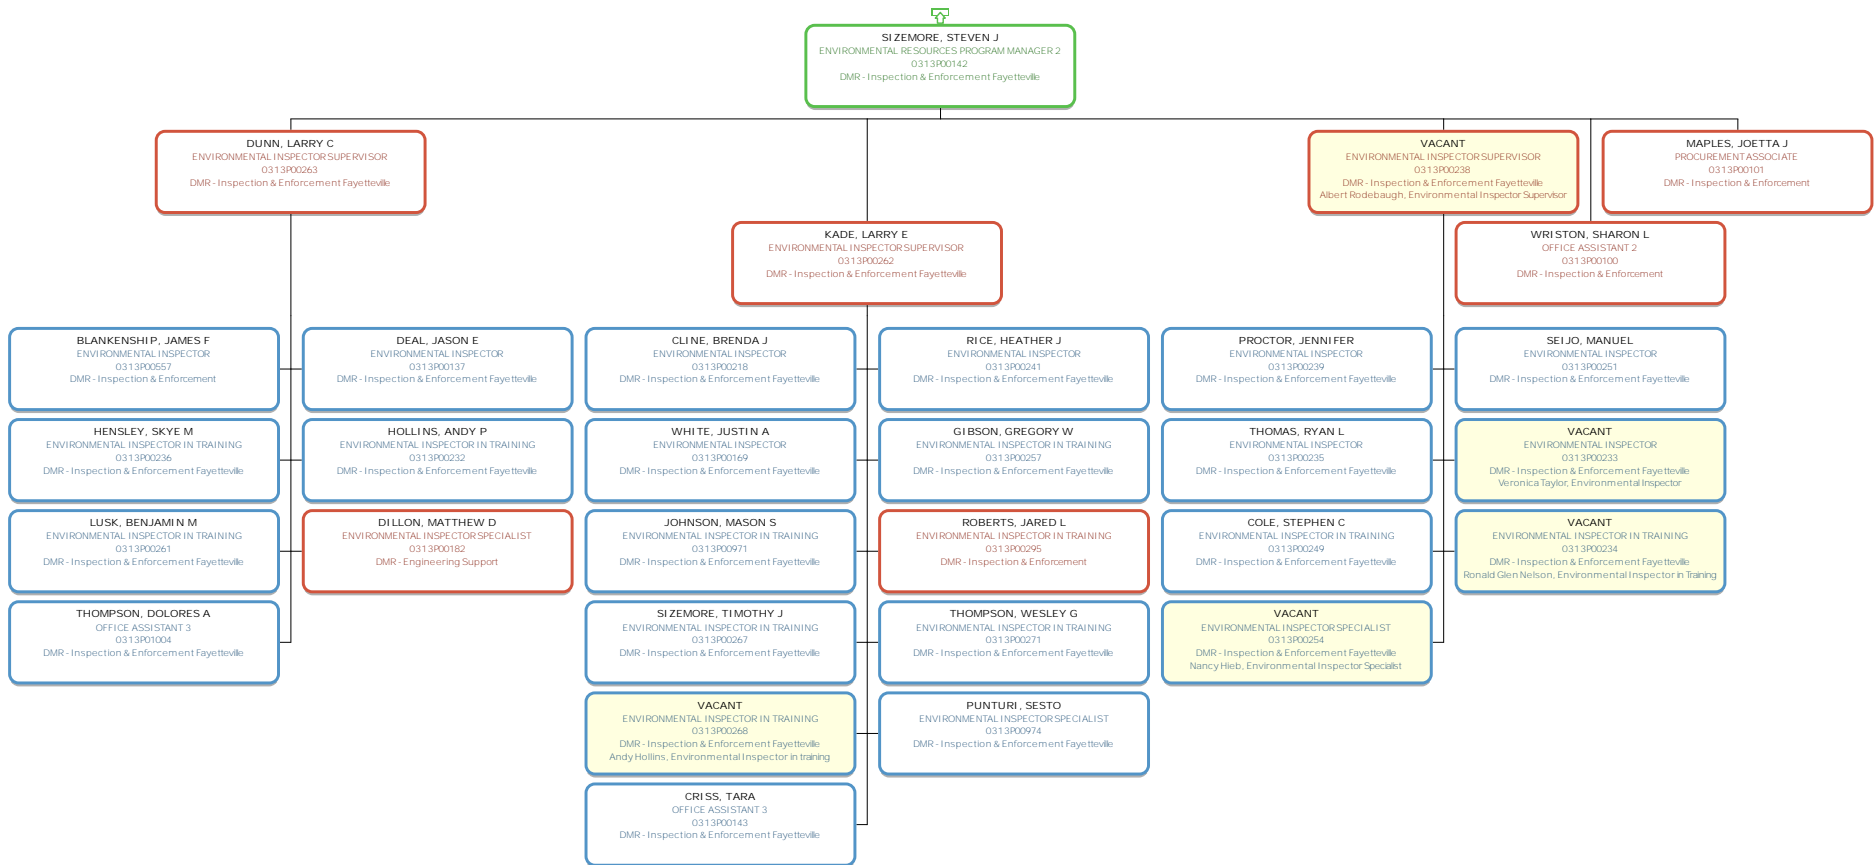 SIZEMORE, STEVEN J
ENVIRONMENTAL RESOURCES PROGRAM MANAGER 2
0313P00142
DMR - Inspection & Enforcement Fayetteville
DUNN, LARRY C
ENVIRONMENTAL INSPECTOR SUPERVISOR
0313P00263
DMR - Inspection & Enforcement Fayetteville
VACANT
ENVIRONMENTAL INSPECTOR SUPERVISOR
0313P00238
DMR - Inspection & Enforcement Fayetteville
Albert Rodebaugh, Environmental Inspector Supervisor
MAPLES, JOETTA J
PROCUREMENT ASSOCIATE
0313P00101
DMR - Inspection & Enforcement
KADE, LARRY E
ENVIRONMENTAL INSPECTOR SUPERVISOR
0313P00262
DMR - Inspection & Enforcement Fayetteville
WRISTON, SHARON L
OFFICE ASSISTANT 2
0313P00100
DMR - Inspection & Enforcement
BLANKENSHIP, JAMES F
ENVIRONMENTAL INSPECTOR
0313P00557
DMR - Inspection & Enforcement
DEAL, JASON E
ENVIRONMENTAL INSPECTOR
0313P00137
DMR - Inspection & Enforcement Fayetteville
CLINE, BRENDA J
ENVIRONMENTAL INSPECTOR
0313P00218
DMR - Inspection & Enforcement Fayetteville
RICE, HEATHER J
ENVIRONMENTAL INSPECTOR
0313P00241
DMR - Inspection & Enforcement Fayetteville
PROCTOR, JENNIFER
ENVIRONMENTAL INSPECTOR
0313P00239
DMR - Inspection & Enforcement Fayetteville
SEIJO, MANUEL
ENVIRONMENTAL INSPECTOR
0313P00251
DMR - Inspection & Enforcement Fayetteville
HENSLEY, SKYE M
ENVIRONMENTAL INSPECTOR IN TRAINING
0313P00236
DMR - Inspection & Enforcement Fayetteville
HOLLINS, ANDY P
ENVIRONMENTAL INSPECTOR IN TRAINING
0313P00232
DMR - Inspection & Enforcement Fayetteville
WHITE, JUSTIN A
ENVIRONMENTAL INSPECTOR
0313P00169
DMR - Inspection & Enforcement Fayetteville
GIBSON, GREGORY W
ENVIRONMENTAL INSPECTOR IN TRAINING
0313P00257
DMR - Inspection & Enforcement Fayetteville
THOMAS, RYAN L
ENVIRONMENTAL INSPECTOR
0313P00235
DMR - Inspection & Enforcement Fayetteville
VACANT
ENVIRONMENTAL INSPECTOR
0313P00233
DMR - Inspection & Enforcement Fayetteville
Veronica Taylor, Environmental Inspector
LUSK, BENJAMIN M
ENVIRONMENTAL INSPECTOR IN TRAINING
0313P00261
DMR - Inspection & Enforcement Fayetteville
DILLON, MATTHEW D
ENVIRONMENTAL INSPECTOR SPECIALIST
0313P00182
DMR - Engineering Support
JOHNSON, MASON S
ENVIRONMENTAL INSPECTOR IN TRAINING
0313P00971
DMR - Inspection & Enforcement Fayetteville
ROBERTS, JARED L
ENVIRONMENTAL INSPECTOR IN TRAINING
0313P00295
DMR - Inspection & Enforcement
COLE, STEPHEN C
ENVIRONMENTAL INSPECTOR IN TRAINING
0313P00249
DMR - Inspection & Enforcement Fayetteville
VACANT
ENVIRONMENTAL INSPECTOR IN TRAINING
0313P00234
DMR - Inspection & Enforcement Fayetteville
Ronald Glen Nelson, Environmental Inspector in Training
THOMPSON, DOLORES A
OFFICE ASSISTANT 3
0313P01004
DMR - Inspection & Enforcement Fayetteville
SIZEMORE, TIMOTHY J
ENVIRONMENTAL INSPECTOR IN TRAINING
0313P00267
DMR - Inspection & Enforcement Fayetteville
THOMPSON, WESLEY G
ENVIRONMENTAL INSPECTOR IN TRAINING
0313P00271
DMR - Inspection & Enforcement Fayetteville
VACANT
ENVIRONMENTAL INSPECTOR SPECIALIST
0313P00254
DMR - Inspection & Enforcement Fayetteville
Nancy Hieb, Environmental Inspector Specialist
VACANT
ENVIRONMENTAL INSPECTOR IN TRAINING
0313P00268
DMR - Inspection & Enforcement Fayetteville
Andy Hollins, Environmental Inspector in training
PUNTURI, SESTO
ENVIRONMENTAL INSPECTOR SPECIALIST
0313P00974
DMR - Inspection & Enforcement Fayetteville
CRISS, TARA
OFFICE ASSISTANT 3
0313P00143
DMR - Inspection & Enforcement Fayetteville